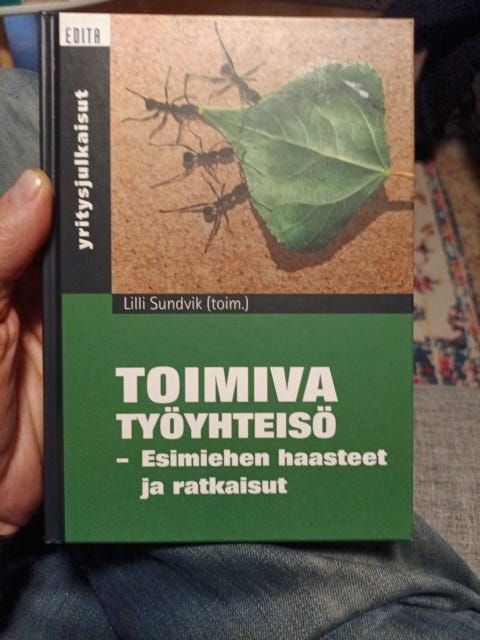 EDITA
yritysjulkaisut
Lilli Sundvik (toim.)
TOIMIVA
TYÖYHTEISÖ
– Esimiehen haasteet
ja ratkaisut